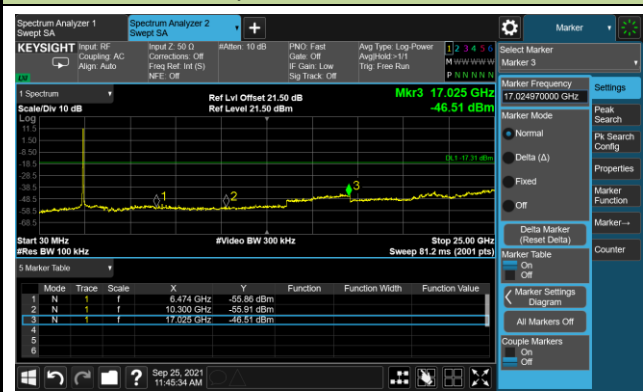 Spectrum Analyzer 1
Swept SA
Spectrum Analyzer 2
Swept SA
Marker
KEYSIGHT
Input: RF
Coupling: AC
Align: Auto
Input Z: 50 Ω
Corrections: Off
Freq Ref: Int (S)
NFE: Off
#Atten: 10 dB
PNO: Fast
Gate: Off
IF Gain: Low
Sig Track: Off
Avg Type: Log-Power
Avg|Hold:>1/1
Trig: Free Run
1 2 3 4 5 6
M W W W W W
P N N N N N
LXI
1 Spectrum
Scale/Div 10 dB
Log
Ref Lvl Offset 21.50 dB
Ref Level 21.50 dBm
Mkr3 17.025 GHz
-46.51 dBm
11.5
1.50
-8.50
-18.5
-28.5
-38.5
-48.5
-58.5
-68.5
DL1 -17.31 dBm
1
2
3
Start 30 MHz
#Res BW 100 kHz
#Video BW 300 kHz
Stop 25.00 GHz
Sweep 81.2 ms (2001 pts)
5 Marker Table
Mode Trace Scale X Y Function Function Width Function Value
1 N 1 f 6.474 GHz -55.86 dBm
2 N 1 f 10.300 GHz -55.91 dBm
3 N 1 f 17.025 GHz -46.51 dBm
4
5
6
Select Marker
Marker 3
Marker Frequency
17.024970000 GHz
Marker Mode
Normal
Delta (Δ)
Fixed
Off
Delta Marker
(Reset Delta)
Marker Table
On
Off
Marker Settings
Diagram
All Markers Off
Couple Markers
On
Off
Settings
Peak
Search
Pk Search
Config
Properties
Marker
Function
Marker→
Counter
Sep 25, 2021
11:45:34 AM